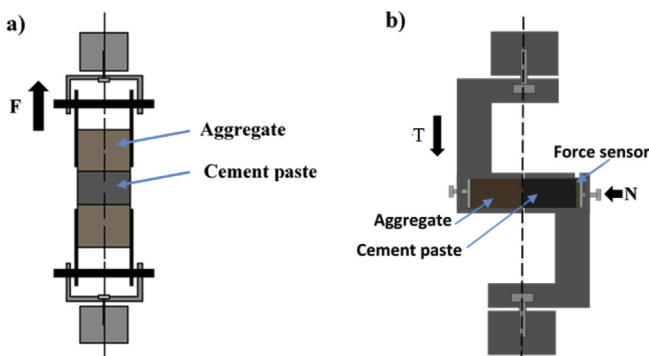 a)
F
Aggregate
Cement paste
b)
T
Force sensor
N
Aggregate
Cement paste